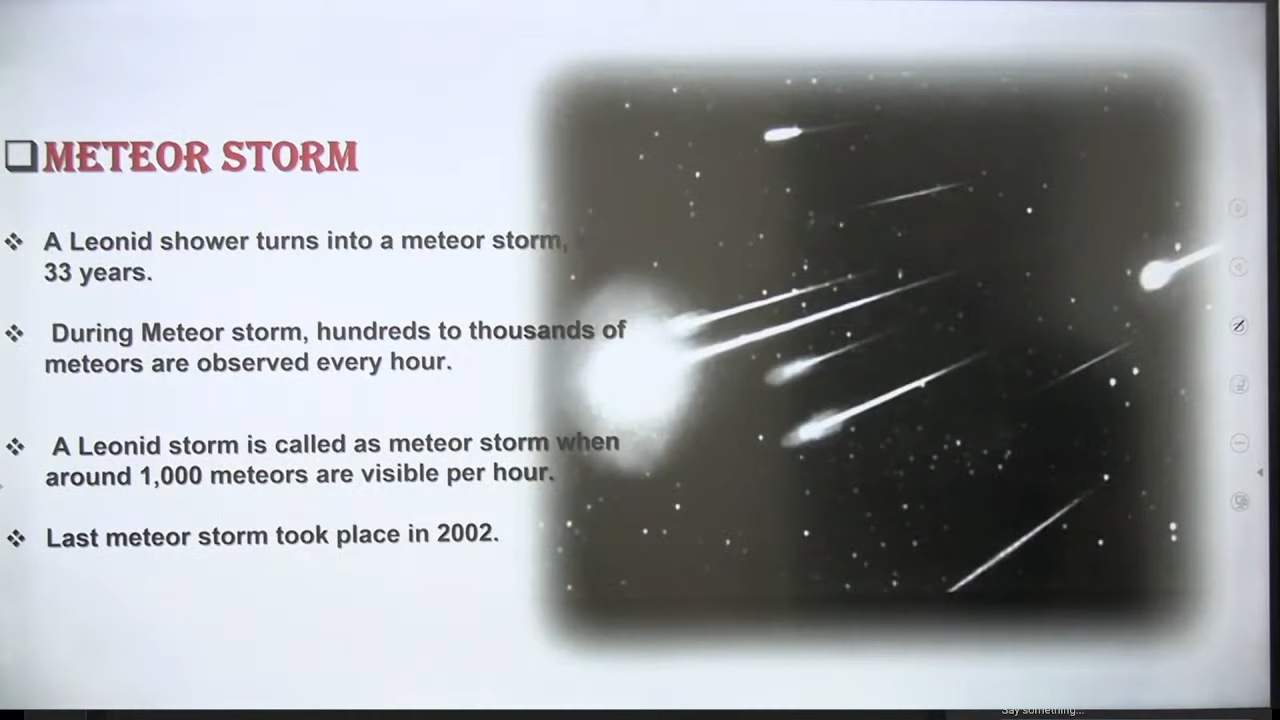 METEOR STORM
A Leonid shower turns into a meteor storm,
33 years.
During Meteor storm, hundreds to thousands of
meteors are observed every hour.
A Leonid storm is called as meteor storm when
around 1,000 meteors are visible per hour.
Last meteor storm took place in 2002.
Say something...